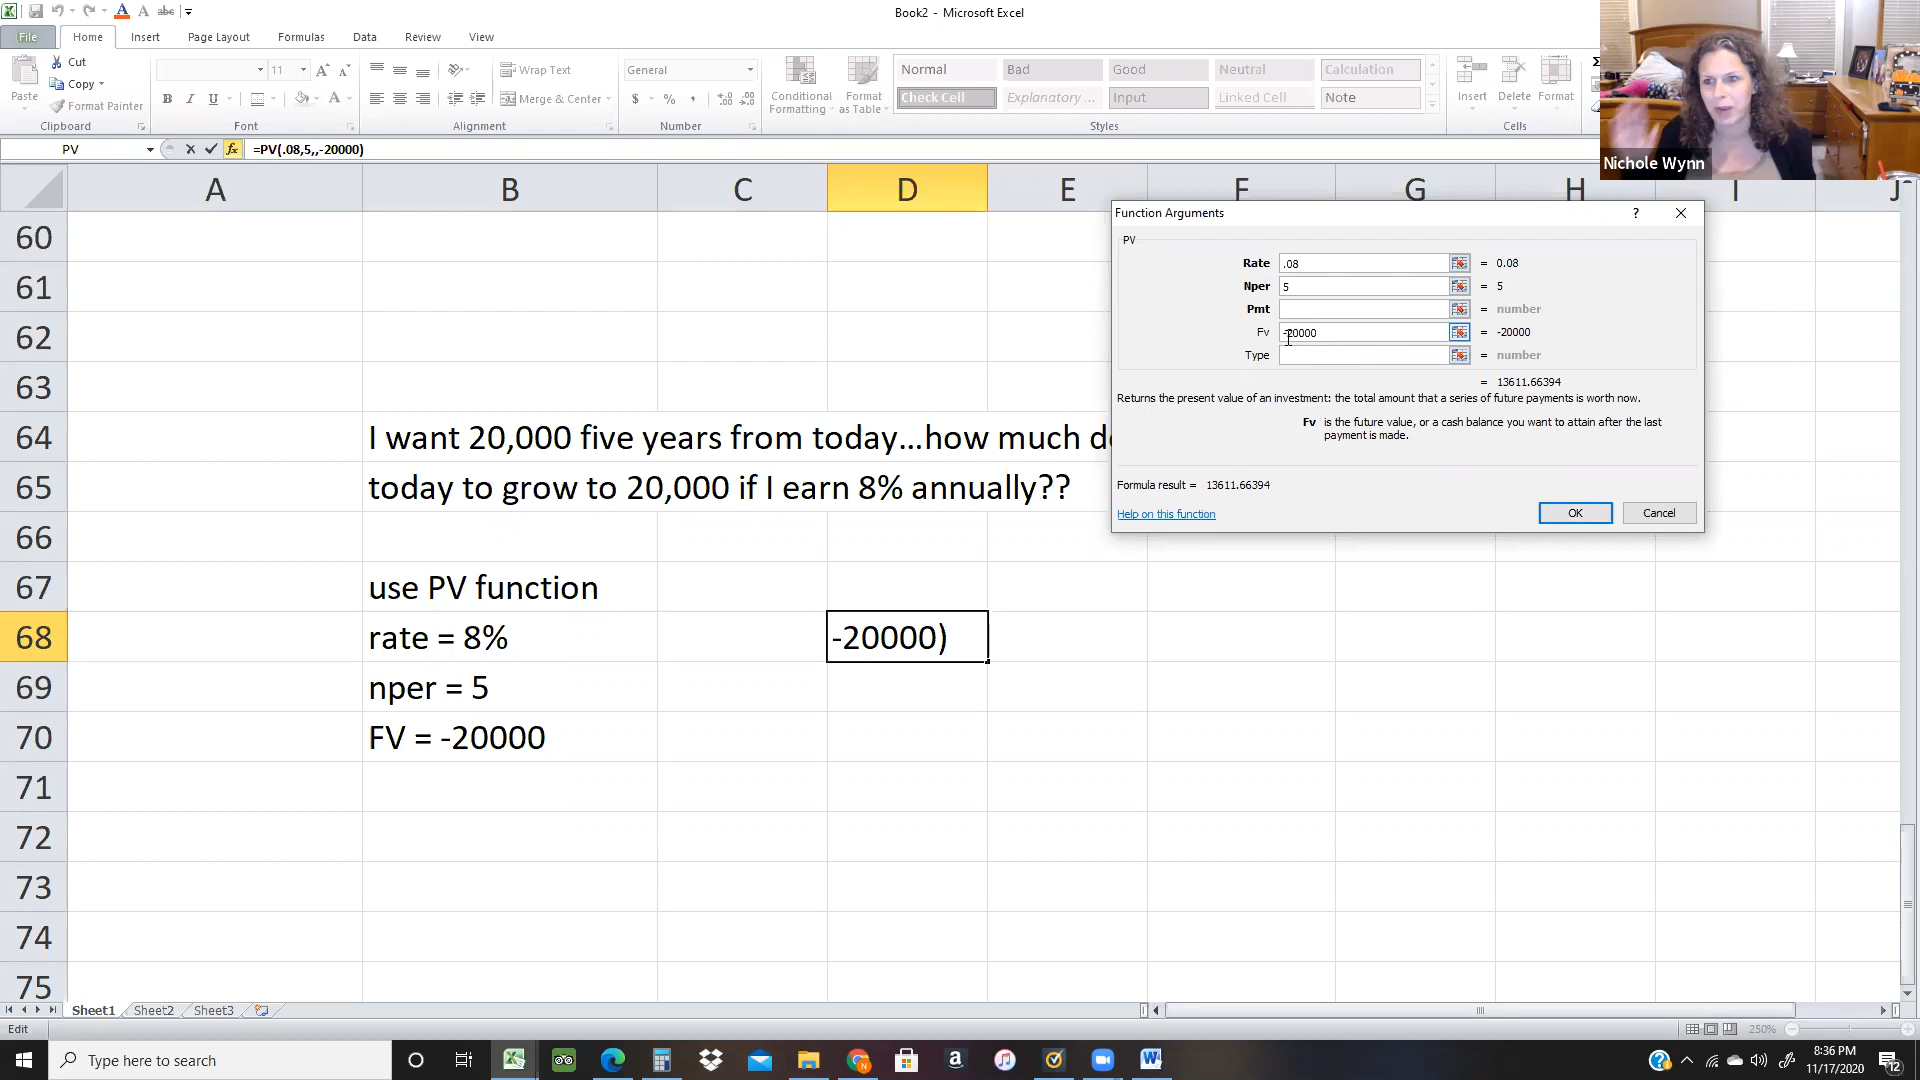 Book2 - Microsoft Excel
File Home Insert Page Layout Formulas Data Review View
Cut
Copy
Format Painter
Paste
11
Wrap Text
Merge & Center
General
Conditional Formatting
Format as Table
Normal Bad Good Neutral Calculation
Check Cell Explanatory ... Input Linked Cell Note
Insert Delete Format
Clipboard Font Alignment Number Styles Cells
Nichole Wynn
PV
=PV(.08,5,,-20000)
A B C D E F G H I J
Function Arguments
PV
Rate .08 = 0.08
Nper 5 = 5
Pmt = number
Fv -20000 = -20000
Type = number
= 13611.66394
Returns the present value of an investment: the total amount that a series of future payments is worth now.
Fv is the future value, or a cash balance you want to attain after the last
payment is made.
Formula result = 13611.66394
Help on this function
OK Cancel
60
61
62
63
64 I want 20,000 five years from today...how much
65 today to grow to 20,000 if I earn 8% annually??
66
67 use PV function
68 rate = 8% -20000)
69 nper = 5
70 FV = -20000
71
72
73
74
75
Sheet1 Sheet2 Sheet3
Edit
250%
Type here to search
8:36 PM
11/17/2020
12